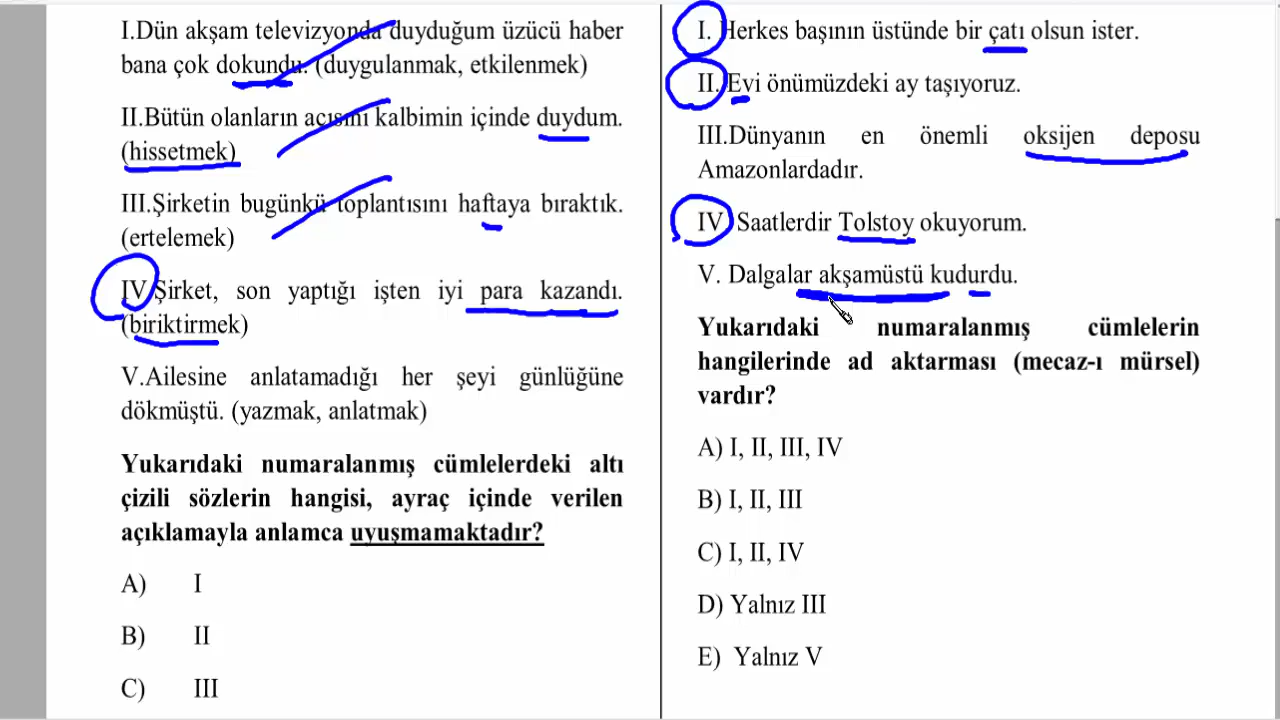 I.Dün akşam televizyonda duyduğum üzücü haber
bana çok dokundu. (duygulanmak, etkilenmek)
II.Bütün olanların acısını kalbimin içinde duydum.
(hissetmek)
III.Şirketin bugünkü toplantısını haftaya bıraktık.
(ertelemek)
IV.Şirket, son yaptığı işten iyi para kazandı.
(biriktirmek)
V.Ailesine anlatamadığı her şeyi günlüğüne
dökmüştü. (yazmak, anlatmak)
Yukarıdaki numaralanmış cümlelerdeki altı
çizili sözlerin hangisi, ayraç içinde verilen
açıklamayla anlamca uyuşmamaktadır?
A) I
B) II
C) III
I. Herkes başının üstünde bir çatı olsun ister.
II. Evi önümüzdeki ay taşıyoruz.
III.Dünyanın en önemli oksijen deposu
Amazonlardadır.
IV. Saatlerdir Tolstoy okuyorum.
V. Dalgalar akşamüstü kudurdu.
Yukarıdaki numaralanmış cümlelerin
hangilerinde ad aktarması (mecaz-ı mürsel)
vardır?
A) I, II, III, IV
B) I, II, III
C) I, II, IV
D) Yalnız III
E) Yalnız V